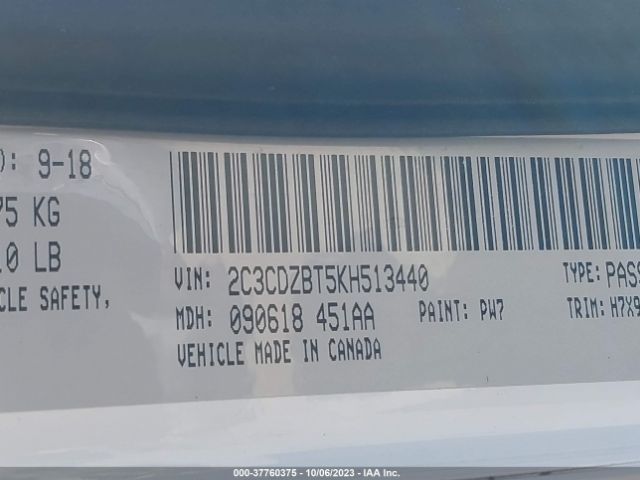 ): 9-18
75 KG
10 LB
CLE SAFETY,
VIN: 2C3CDZBT5KH513440 TYPE: PASS
MDH: 090618 451AA PAINT: PW7 TRIM: H7X9
VEHICLE MADE IN CANADA
000-37760375 - 10/06/2023 - IAA